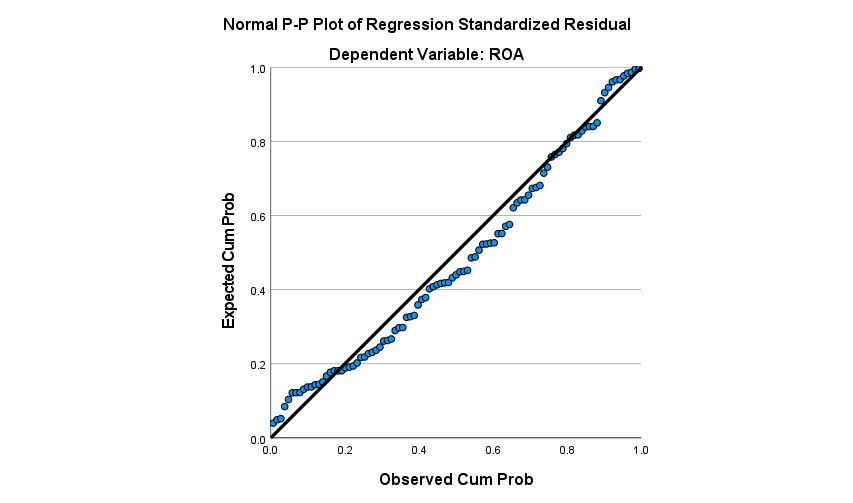 Normal P-P Plot of Regression Standardized Residual
Dependent Variable: ROA
1.0
0.8
0.6
0.4
0.2
0.0
Expected Cum Prob
0.0 0.2 0.4 0.6 0.8 1.0
Observed Cum Prob